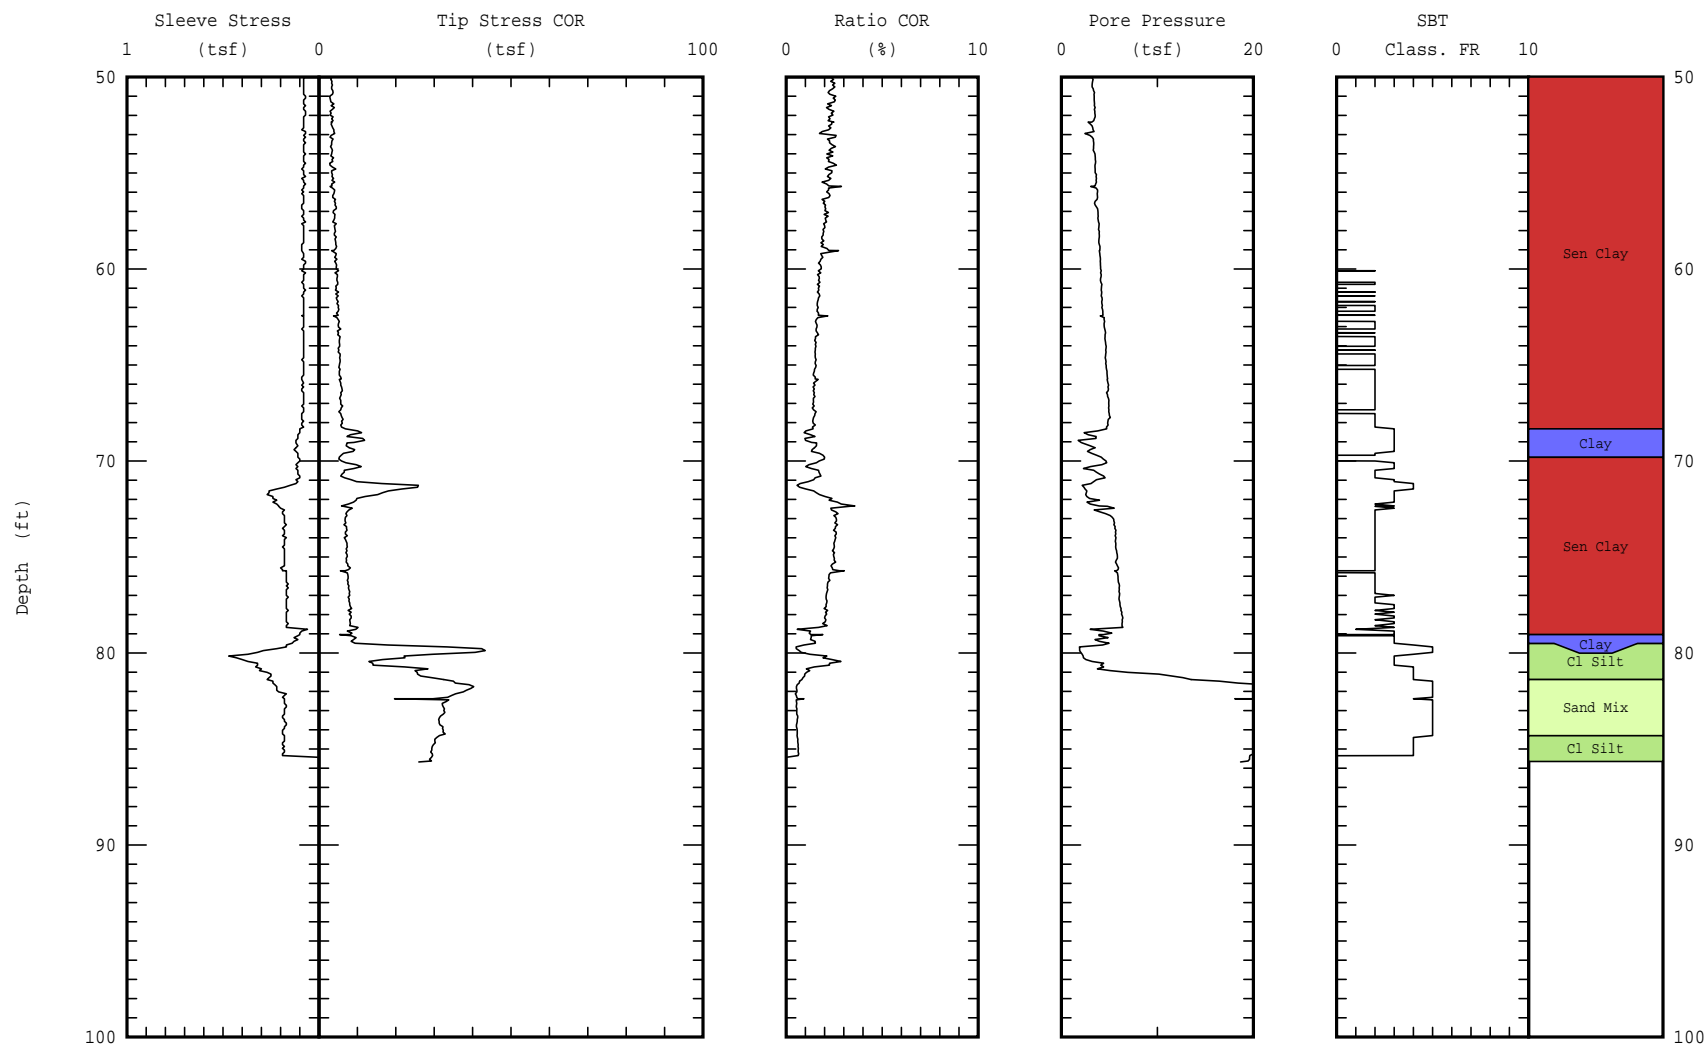 Sleeve Stress Tip Stress COR Ratio COR Pore Pressure SBT
1 (tsf) 0 (tsf) 100 0 (%) 10 0 (tsf) 20 0 Class. FR 10
50 50
Sen Clay
60 60
Clay
70 70
Depth (ft)
Sen Clay
Clay
80 80
Cl Silt
Sand Mix
Cl Silt
90 90
100 100